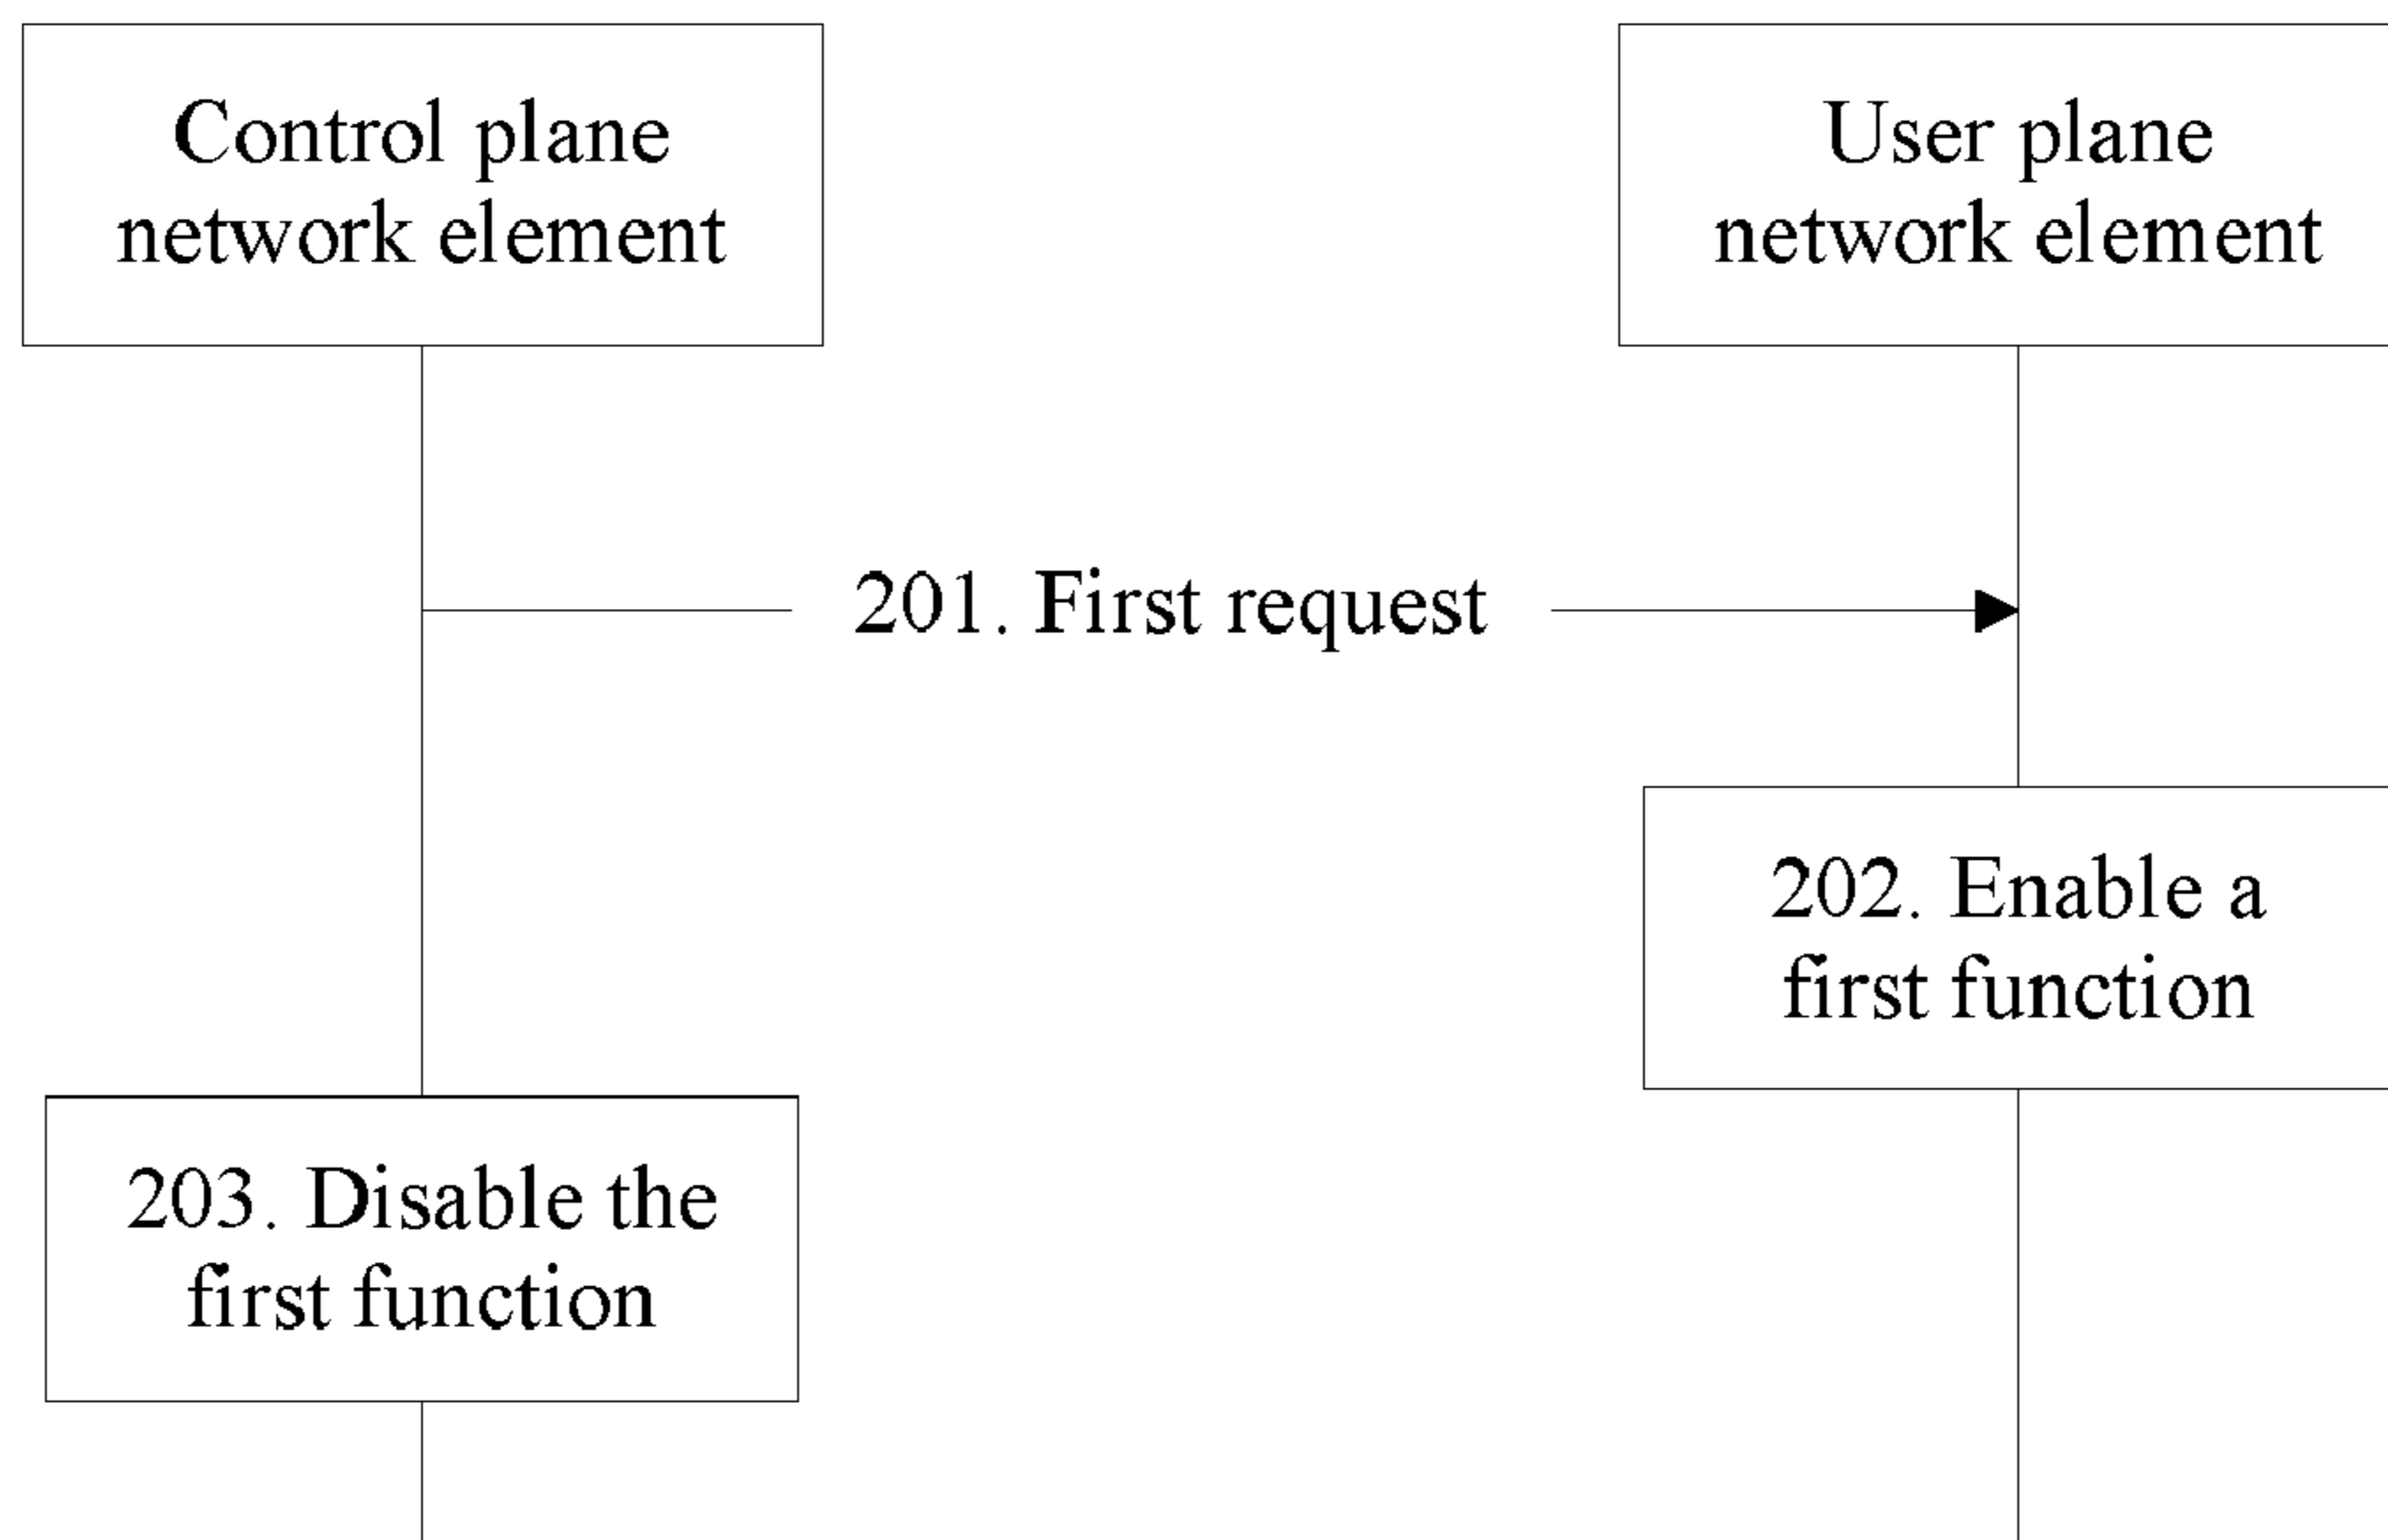 Control plane
network element
User plane
network element
201. First request
202. Enable a
first function
203. Disable the
first function